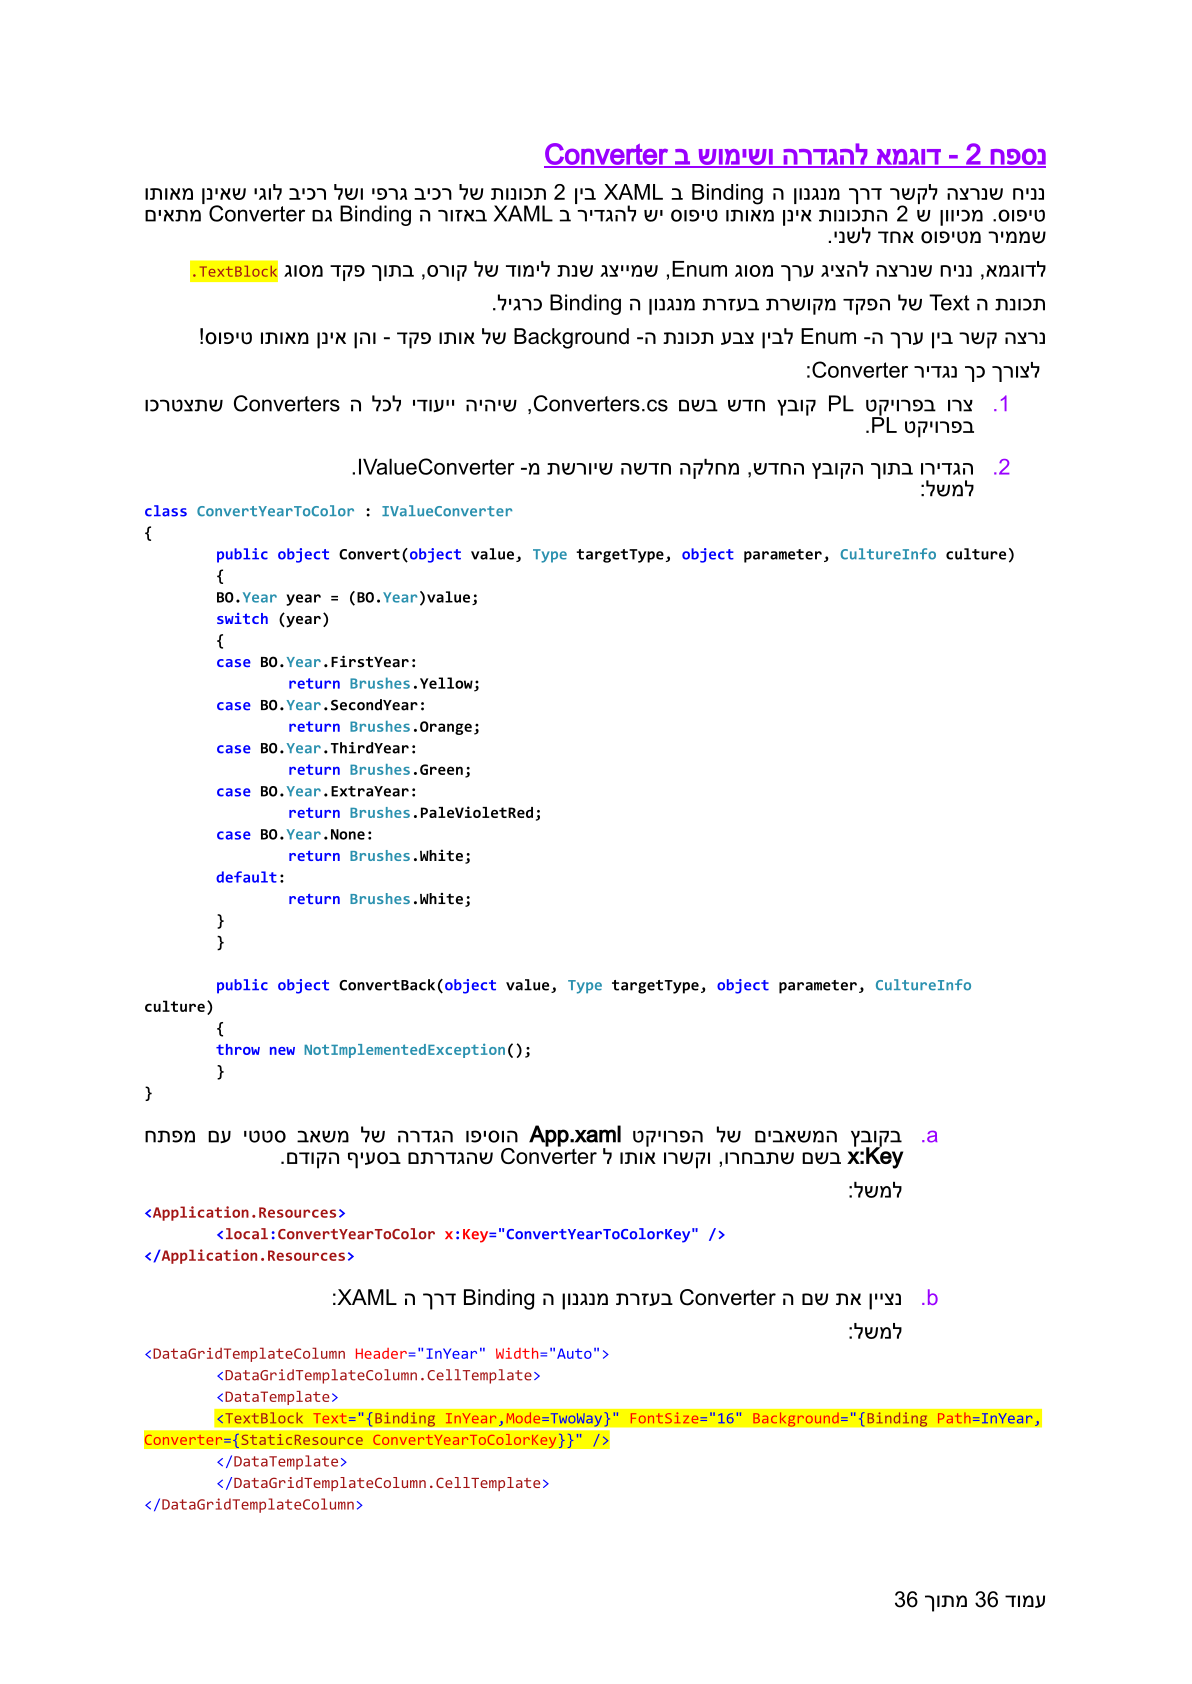 נספח 2 - דוגמא להגדרה ושימוש ב Converter
נניח שנרצה לקשר דרך מנגנון ה Binding ב XAML בין 2 תכונות של רכיב גרפי ושל רכיב לוגי שאינן מאותו
טיפוס. מכיוון ש 2 התכונות אינן מאותו טיפוס יש להגדיר ב XAML באזור ה Binding גם Converter מתאים
שממיר מטיפוס אחד לשני.
לדוגמא, נניח שנרצה להציג ערך מסוג Enum, שמייצג שנת לימוד של קורס, בתוך פקד מסוג TextBlock.
תכונת ה Text של הפקד מקושרת בעזרת מנגנון ה Binding כרגיל.
נרצה קשר בין ערך ה- Enum לבין צבע תכונת ה- Background של אותו פקד - והן אינן מאותו טיפוס!
לצורך כך נגדיר Converter:
1. צרו בפרויקט PL קובץ חדש בשם Converters.cs, שיהיה ייעודי לכל ה Converters שתצטרכו
בפרויקט PL.
2. הגדירו בתוך הקובץ החדש, מחלקה חדשה שיורשת מ- IValueConverter.
למשל:
class ConvertYearToColor : IValueConverter
{
public object Convert(object value, Type targetType, object parameter, CultureInfo culture)
{
BO.Year year = (BO.Year)value;
switch (year)
{
case BO.Year.FirstYear:
return Brushes.Yellow;
case BO.Year.SecondYear:
return Brushes.Orange;
case BO.Year.ThirdYear:
return Brushes.Green;
case BO.Year.ExtraYear:
return Brushes.PaleVioletRed;
case BO.Year.None:
return Brushes.White;
default:
return Brushes.White;
}
}
public object ConvertBack(object value, Type targetType, object parameter, CultureInfo
culture)
{
throw new NotImplementedException();
}
}
a. בקובץ המשאבים של הפרויקט App.xaml הוסיפו הגדרה של משאב סטטי עם מפתח
x:Key בשם שתבחרו, וקשרו אותו ל Converter שהגדרתם בסעיף הקודם.
למשל:
<Application.Resources>
<local:ConvertYearToColor x:Key="ConvertYearToColorKey" />
</Application.Resources>
b. נציין את שם ה Converter בעזרת מנגנון ה Binding דרך ה XAML:
למשל:
<DataGridTemplateColumn Header="InYear" Width="Auto">
<DataGridTemplateColumn.CellTemplate>
<DataTemplate>
<TextBlock Text="{Binding InYear,Mode=TwoWay}" FontSize="16" Background="{Binding Path=InYear,
Converter={StaticResource ConvertYearToColorKey}}" />
</DataTemplate>
</DataGridTemplateColumn.CellTemplate>
</DataGridTemplateColumn>
עמוד 36 מתוך 36